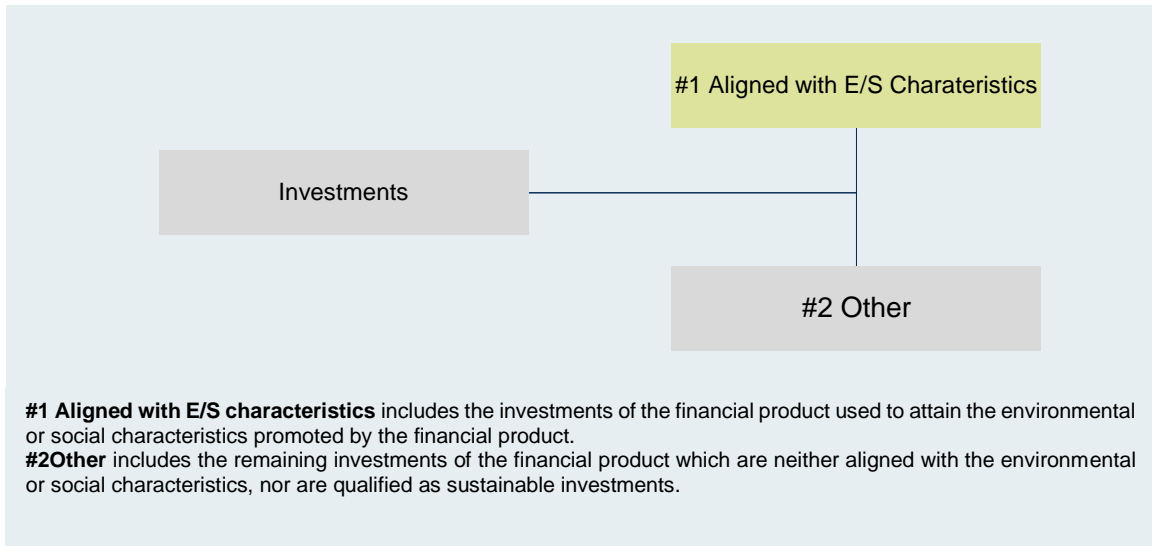 #1 Aligned with E/S Charateristics
Investments
#2 Other
#1 Aligned with E/S characteristics includes the investments of the financial product used to attain the environmental
or social characteristics promoted by the financial product.
#2Other includes the remaining investments of the financial product which are neither aligned with the environmental
or social characteristics, nor are qualified as sustainable investments.